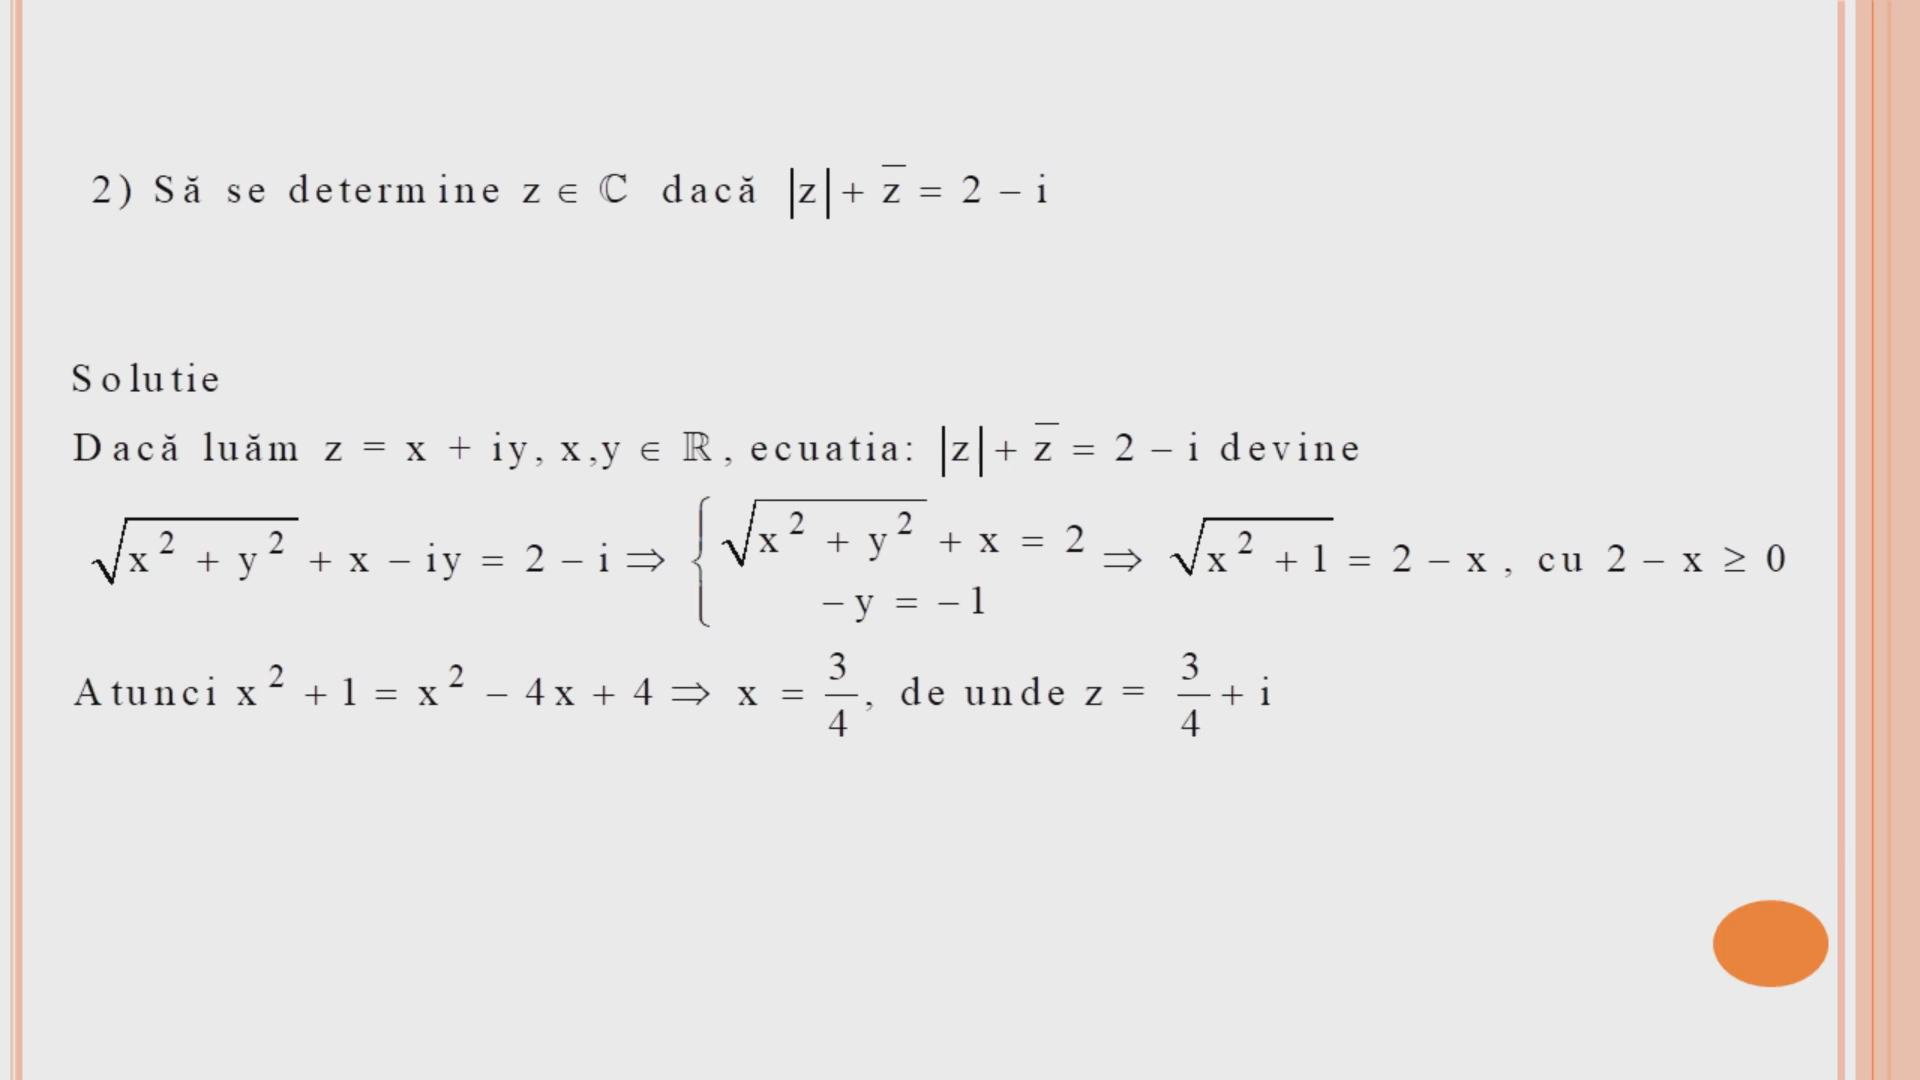 2) Să se determine z ∈ ℂ dacă |z| + z̅ = 2 – i
Solutie
Dacă luăm z = x + iy, x,y ∈ ℝ, ecuatia: |z| + z̅ = 2 – i devine
√(x² + y²) + x – iy = 2 – i ⇒ { √(x² + y²) + x = 2 ; –y = –1 ⇒ √(x² + 1) = 2 – x, cu 2 – x ≥ 0
Atunci x² + 1 = x² – 4x + 4 ⇒ x = 3/4, de unde z = 3/4 + i